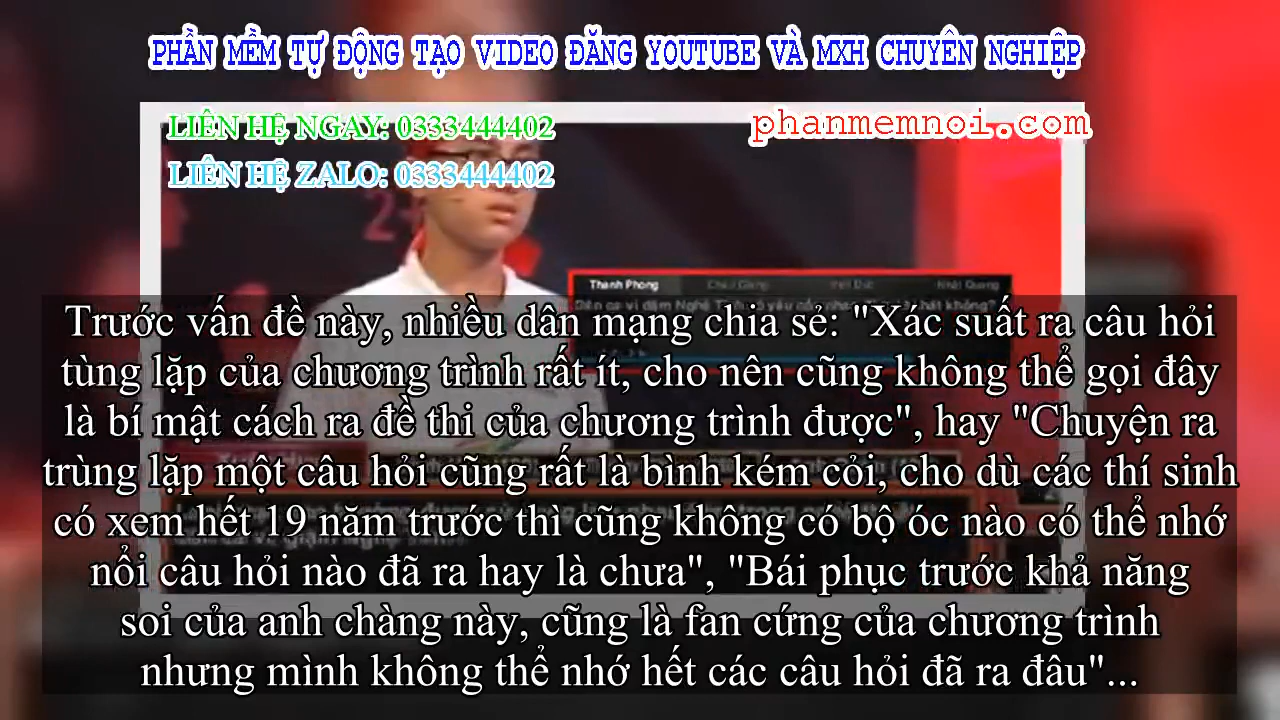 PHẦN MỀM TỰ ĐỘNG TẠO VIDEO ĐĂNG YOUTUBE VÀ MXH CHUYÊN NGHIỆP
LIÊN HỆ NGAY: 0333444402
phanmemnoi.com
LIÊN HỆ ZALO: 0333444402
Thanh Phong
Nhật Quang
Trước vấn đề này, nhiều dân mạng chia sẻ: "Xác suất ra câu hỏi
tùng lặp của chương trình rất ít, cho nên cũng không thể gọi đây
là bí mật cách ra đề thi của chương trình được", hay "Chuyện ra
trùng lặp một câu hỏi cũng rất là bình kém cỏi, cho dù các thí sinh
có xem hết 19 năm trước thì cũng không có bộ óc nào có thể nhớ
nổi câu hỏi nào đã ra hay là chưa", "Bái phục trước khả năng
soi của anh chàng này, cũng là fan cứng của chương trình
nhưng mình không thể nhớ hết các câu hỏi đã ra đâu"...